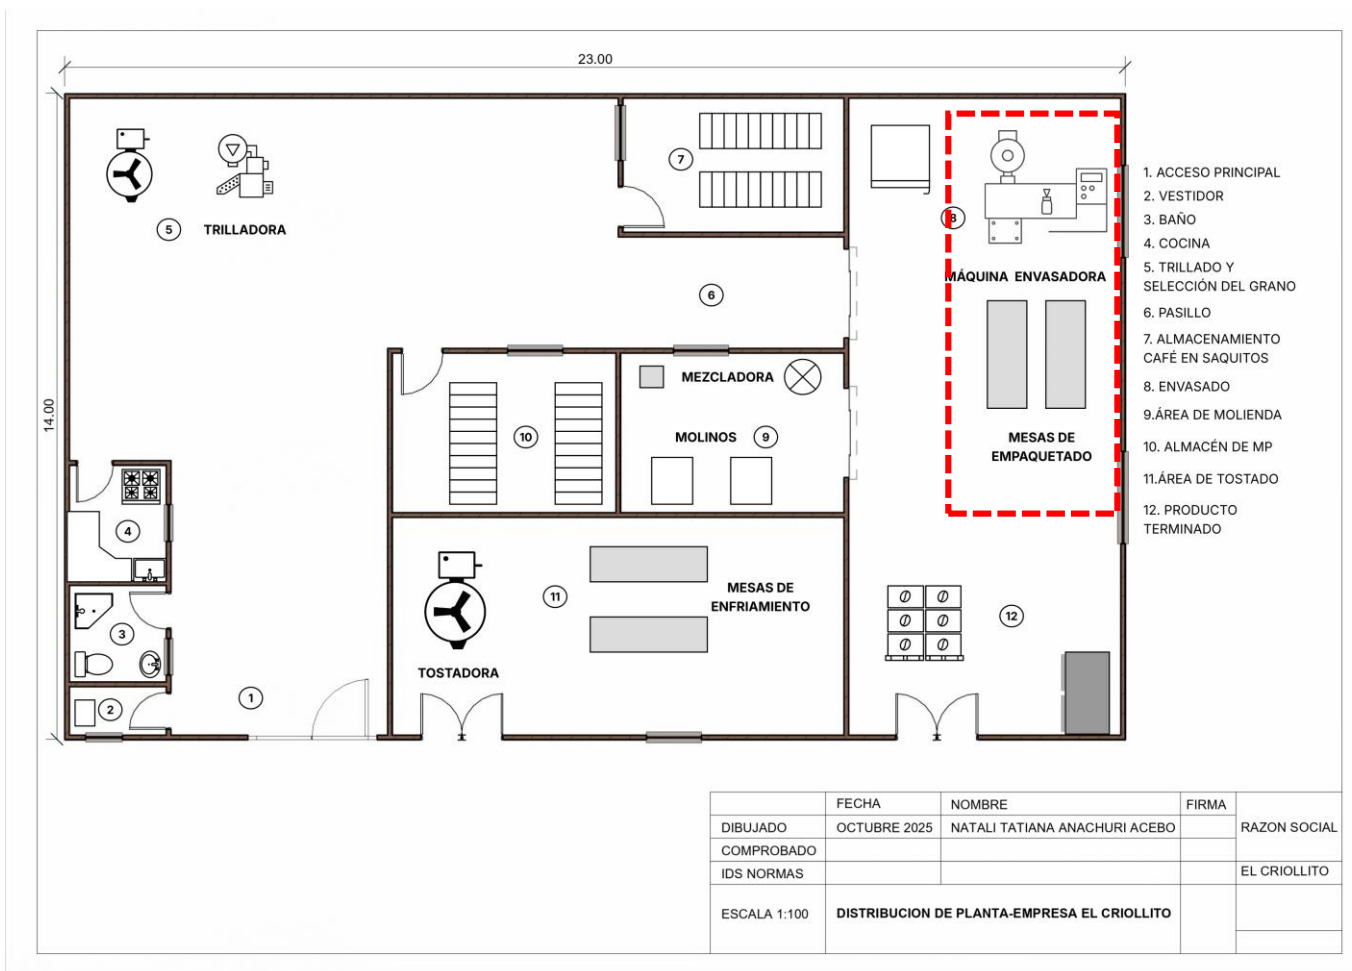 23.00
14.00
7
5
TRILLADORA
8
MÁQUINA ENVASADORA
6
MEZCLADORA
10
MOLINOS
9
MESAS DE
EMPAQUETADO
4
11
MESAS DE
ENFRIAMIENTO
12
3
TOSTADORA
2
1
1. ACCESO PRINCIPAL
2. VESTIDOR
3. BAÑO
4. COCINA
5. TRILLADO Y
SELECCIÓN DEL GRANO
6. PASILLO
7. ALMACENAMIENTO
CAFÉ EN SAQUITOS
8. ENVASADO
9.ÁREA DE MOLIENDA
10. ALMACÉN DE MP
11.ÁREA DE TOSTADO
12. PRODUCTO
TERMINADO
FECHA NOMBRE FIRMA
DIBUJADO OCTUBRE 2025 NATALI TATIANA ANACHURI ACEBO RAZON SOCIAL
COMPROBADO
IDS NORMAS EL CRIOLLITO
ESCALA 1:100 DISTRIBUCION DE PLANTA-EMPRESA EL CRIOLLITO